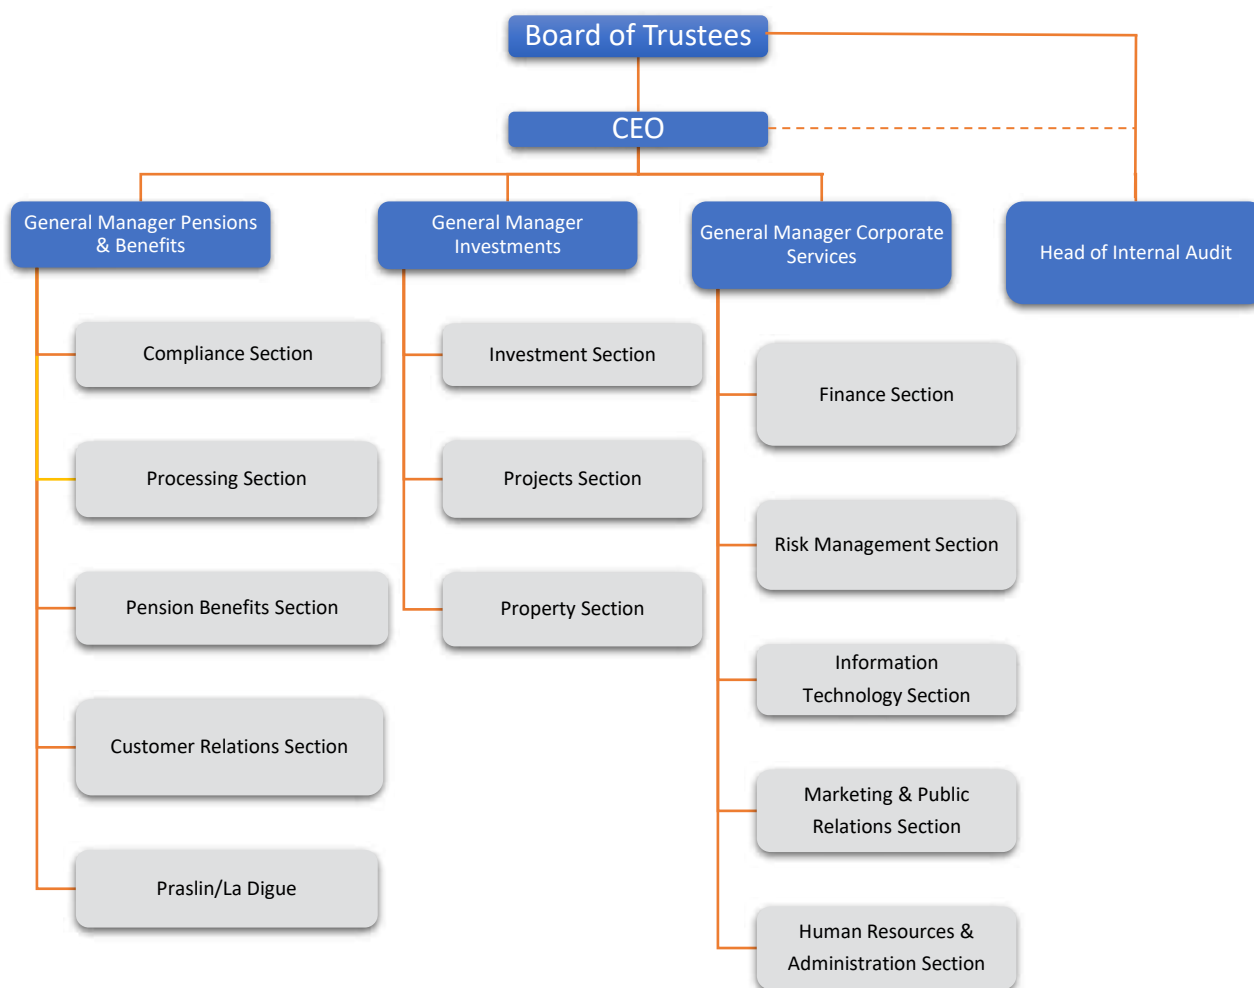 Board of Trustees
CEO
General Manager Pensions
& Benefits
General Manager
Investments
General Manager Corporate
Services
Head of Internal Audit
Compliance Section
Processing Section
Pension Benefits Section
Customer Relations Section
Praslin/La Digue
Investment Section
Projects Section
Property Section
Finance Section
Risk Management Section
Information
Technology Section
Marketing & Public
Relations Section
Human Resources &
Administration Section